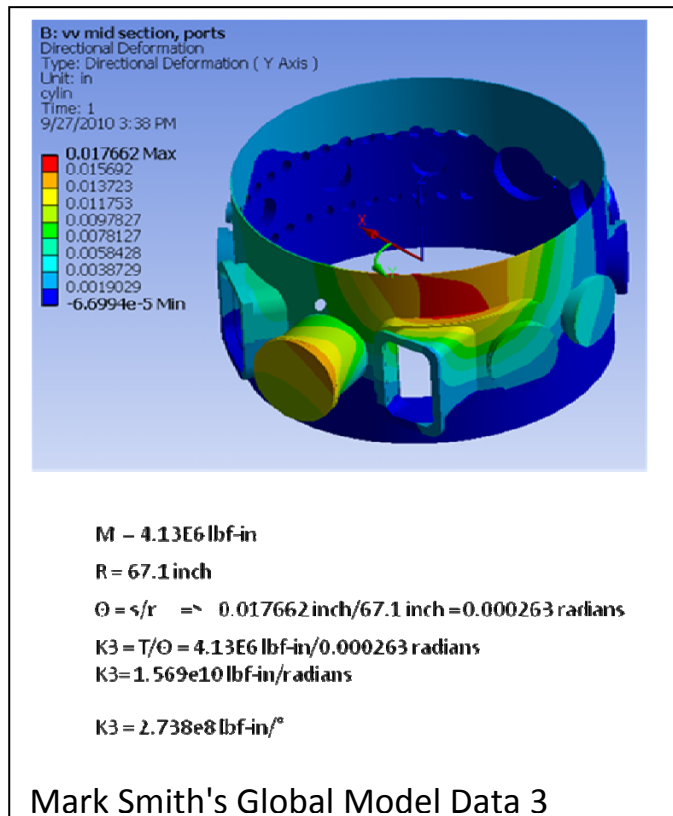 B: vv mid section, ports
Directional Deformation
Type: Directional Deformation ( Y Axis )
Unit: in
cylin
Time: 1
9/27/2010 3:38 PM
0.017662 Max
0.015692
0.013723
0.011753
0.0097827
0.0078127
0.0058428
0.0038729
0.0019029
-6.6994e-5 Min
X
M = 4.13E6 lbf-in
R = 67.1 inch
Θ = s/r => 0.017662 inch/67.1 inch = 0.000263 radians
K3 = T/Θ = 4.13E6 lbf-in/0.000263 radians
K3= 1.569e10 lbf-in/radians
K3 = 2.738e8 lbf-in/°
Mark Smith's Global Model Data 3